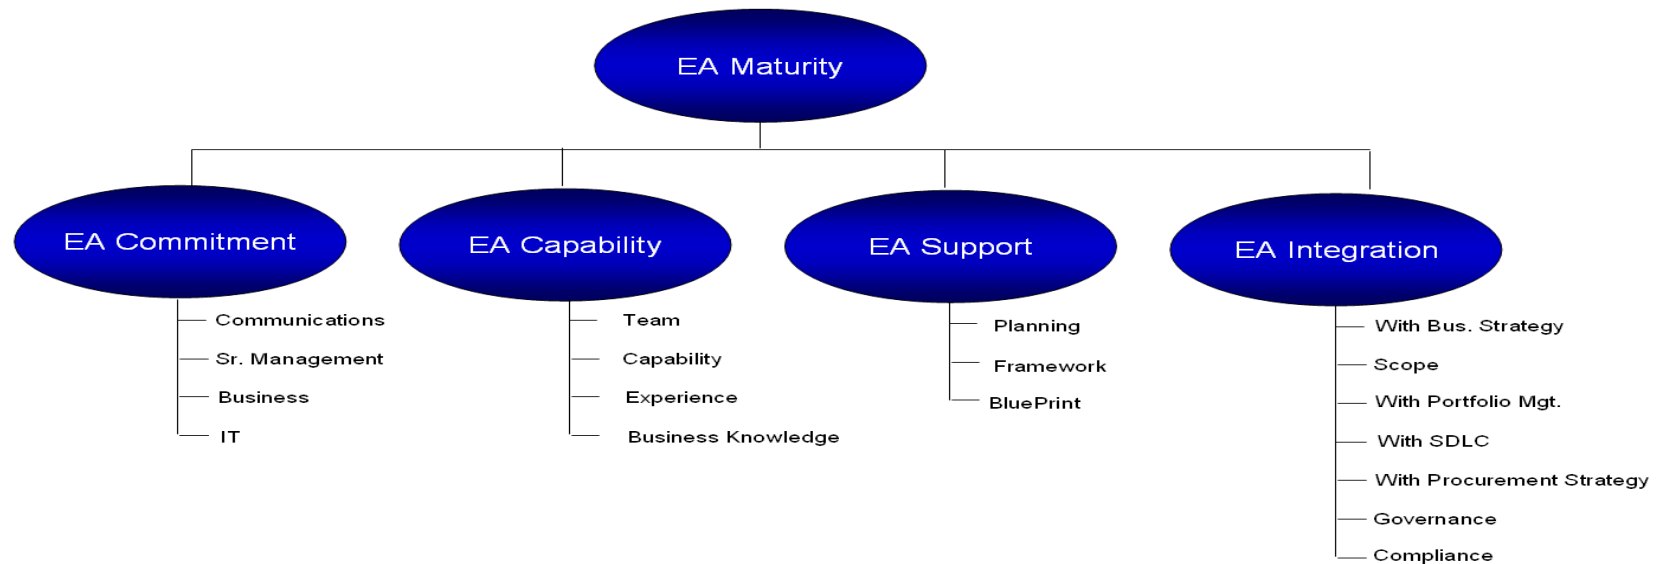 EA Maturity
EA Commitment
Communications
Sr. Management
Business
IT
EA Capability
Team
Capability
Experience
Business Knowledge
EA Support
Planning
Framework
BluePrint
EA Integration
With Bus. Strategy
Scope
With Portfolio Mgt.
With SDLC
With Procurement Strategy
Governance
Compliance